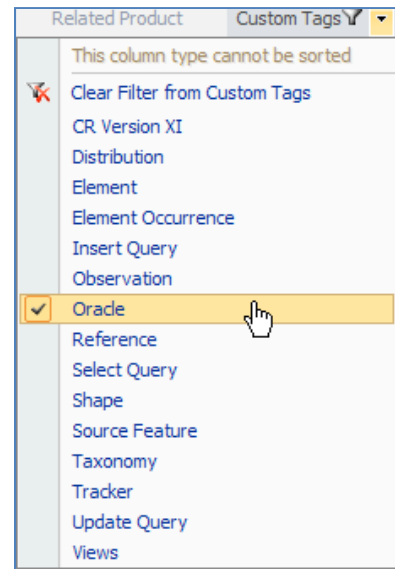 Related Product Custom Tags
This column type cannot be sorted
Clear Filter from Custom Tags
CR Version XI
Distribution
Element
Element Occurrence
Insert Query
Observation
Oracle
Reference
Select Query
Shape
Source Feature
Taxonomy
Tracker
Update Query
Views